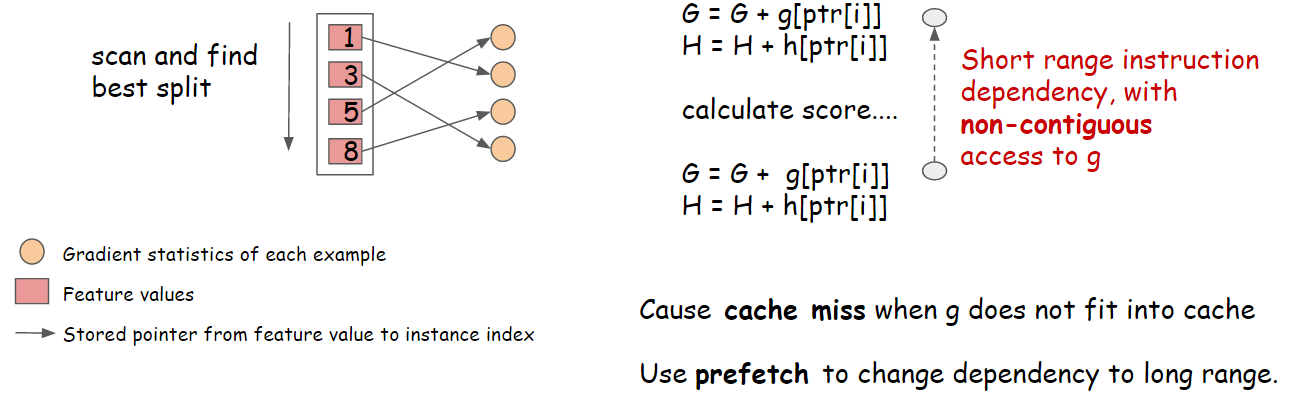 scan and find
best split
1
3
5
8
Gradient statistics of each example
Feature values
Stored pointer from feature value to instance index
G = G + g[ptr[i]]
H = H + h[ptr[i]]
calculate score....
G = G + g[ptr[i]]
H = H + h[ptr[i]]
Short range instruction
dependency, with
non-contiguous
access to g
Cause cache miss when g does not fit into cache
Use prefetch to change dependency to long range.